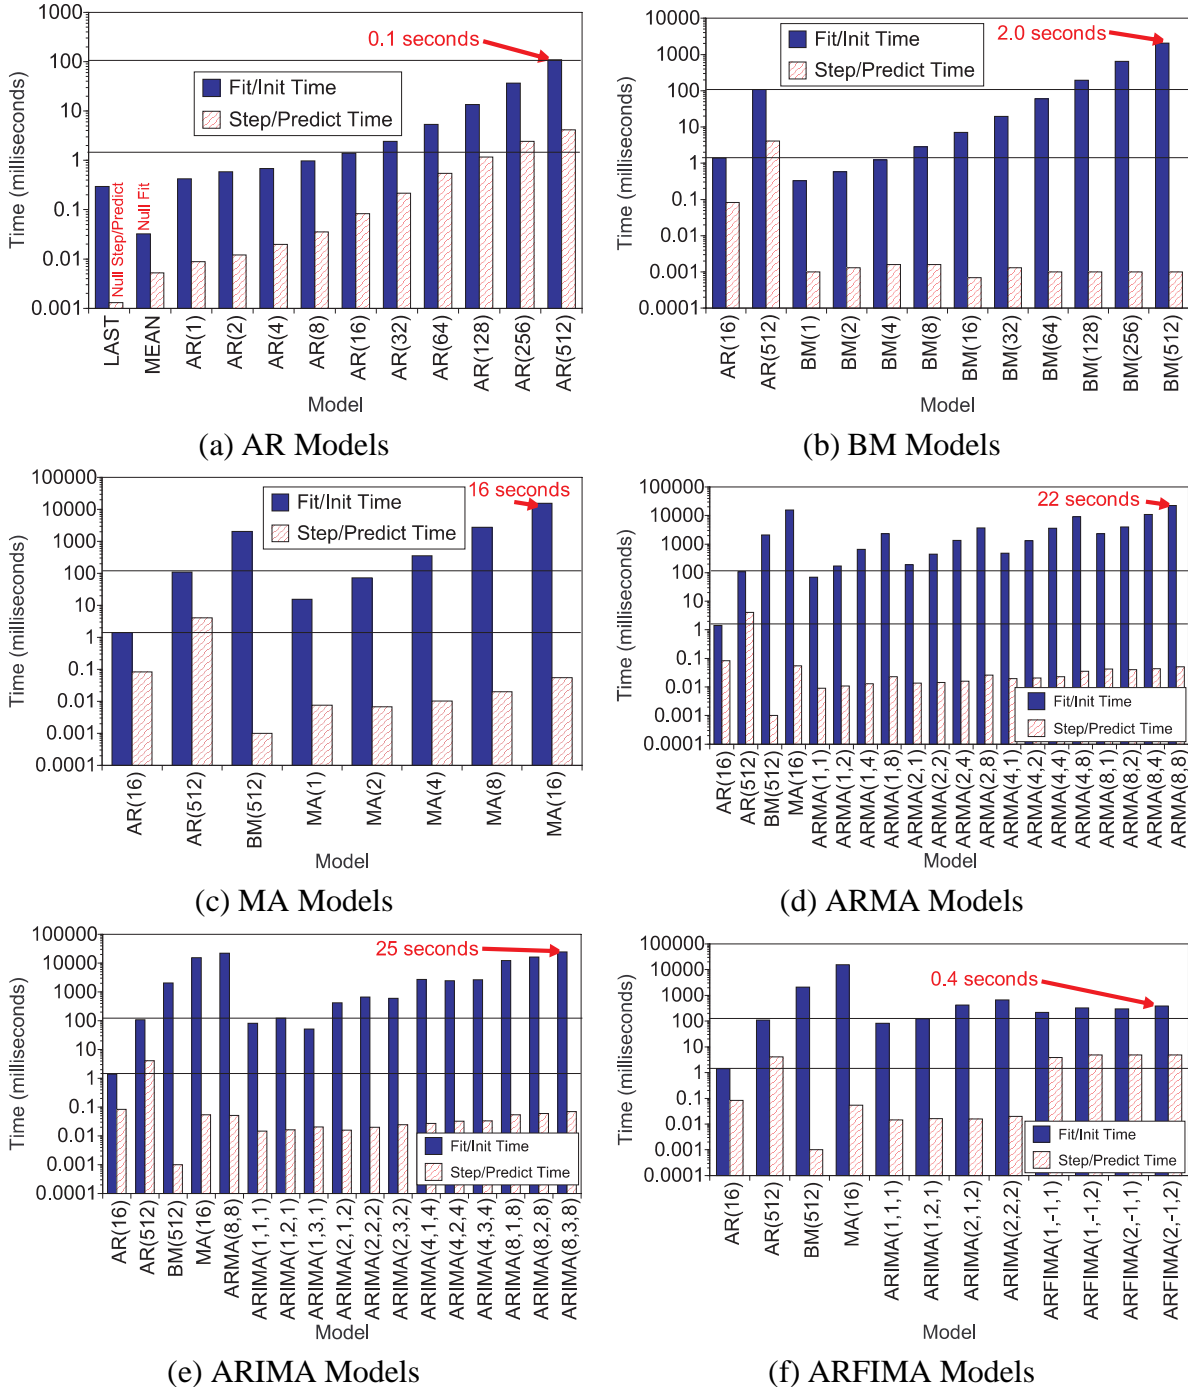 1000
100
10
1
0.1
0.01
0.001
Time (milliseconds)
0.1 seconds
Fit/Init Time
Step/Predict Time
Null Step/Predict
Null Fit
LAST
MEAN
AR(1)
AR(2)
AR(4)
AR(8)
AR(16)
AR(32)
AR(64)
AR(128)
AR(256)
AR(512)
Model
(a) AR Models
10000
1000
100
10
1
0.1
0.01
0.001
0.0001
Time (milliseconds)
2.0 seconds
Fit/Init Time
Step/Predict Time
AR(16)
AR(512)
BM(1)
BM(2)
BM(4)
BM(8)
BM(16)
BM(32)
BM(64)
BM(128)
BM(256)
BM(512)
Model
(b) BM Models
100000
10000
1000
100
10
1
0.1
0.01
0.001
0.0001
Time (milliseconds)
16 seconds
Fit/Init Time
Step/Predict Time
AR(16)
AR(512)
BM(512)
MA(1)
MA(2)
MA(4)
MA(8)
MA(16)
Model
(c) MA Models
100000
10000
1000
100
10
1
0.1
0.01
0.001
0.0001
Time (milliseconds)
22 seconds
Fit/Init Time
Step/Predict Time
AR(16)
AR(512)
BM(512)
MA(16)
ARMA(1,1)
ARMA(1,2)
ARMA(1,4)
ARMA(1,8)
ARMA(2,1)
ARMA(2,2)
ARMA(2,4)
ARMA(2,8)
ARMA(4,1)
ARMA(4,2)
ARMA(4,4)
ARMA(4,8)
ARMA(8,1)
ARMA(8,2)
ARMA(8,4)
ARMA(8,8)
Model
(d) ARMA Models
100000
10000
1000
100
10
1
0.1
0.01
0.001
0.0001
Time (milliseconds)
25 seconds
Fit/Init Time
Step/Predict Time
AR(16)
AR(512)
BM(512)
MA(16)
ARMA(8,8)
ARIMA(1,1,1)
ARIMA(1,2,1)
ARIMA(1,3,1)
ARIMA(2,1,2)
ARIMA(2,2,2)
ARIMA(2,3,2)
ARIMA(4,1,4)
ARIMA(4,2,4)
ARIMA(4,3,4)
ARIMA(8,1,8)
ARIMA(8,2,8)
ARIMA(8,3,8)
Model
(e) ARIMA Models
100000
10000
1000
100
10
1
0.1
0.01
0.001
0.0001
Time (milliseconds)
0.4 seconds
Fit/Init Time
Step/Predict Time
AR(16)
AR(512)
BM(512)
MA(16)
ARIMA(1,1,1)
ARIMA(1,2,1)
ARIMA(2,1,2)
ARIMA(2,2,2)
ARFIMA(1,-1,1)
ARFIMA(1,-1,2)
ARFIMA(2,-1,1)
ARFIMA(2,-1,2)
Model
(f) ARFIMA Models